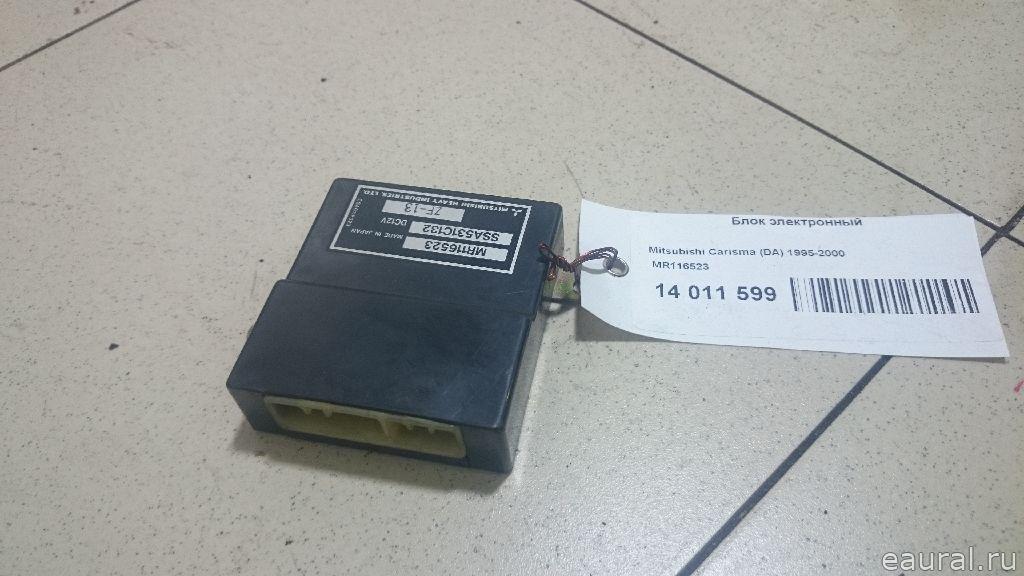 MR116523
SSA531C132
MADE IN JAPAN
DC12V
ZF-13
MITSUBISHI HEAVY INDUSTRIES, LTD.
Блок электронный
Mitsubishi Carisma (DA) 1995-2000
MR116523
14 011 599
eaural.ru